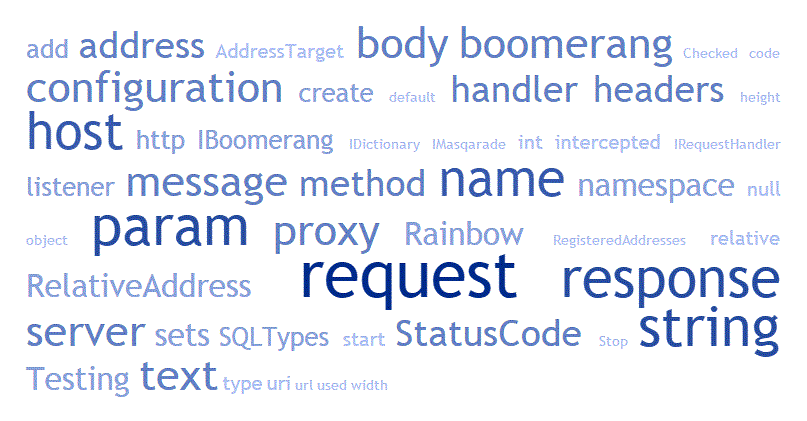 add address AddressTarget body boomerang Checked code
configuration create default handler headers height
host http IBoomerang IDictionary IMasqarade int intercepted IRequestHandler
listener message method name namespace null
object param proxy Rainbow RegisteredAddresses relative
RelativeAddress request response
server sets SQLTypes start StatusCode Stop string
Testing text type uri url used width